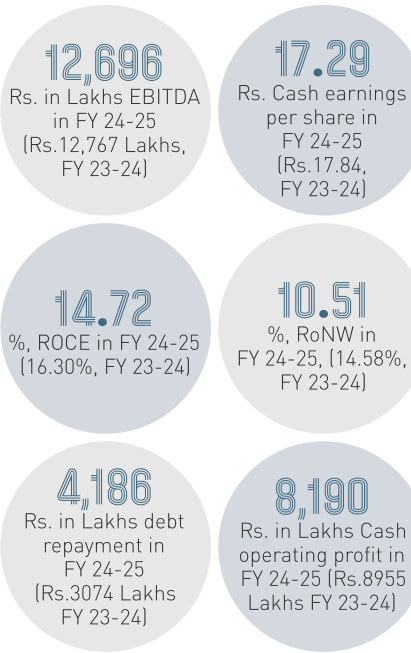 12,696
Rs. in Lakhs EBITDA
in FY 24-25
(Rs.12,767 Lakhs,
FY 23-24)
17.29
Rs. Cash earnings
per share in
FY 24-25
(Rs.17.84,
FY 23-24)
14.72
%, ROCE in FY 24-25
(16.30%, FY 23-24)
10.51
%, RoNW in
FY 24-25, (14.58%,
FY 23-24)
4,186
Rs. in Lakhs debt
repayment in
FY 24-25
(Rs.3074 Lakhs
FY 23-24)
8,190
Rs. in Lakhs Cash
operating profit in
FY 24-25 (Rs.8955
Lakhs FY 23-24)